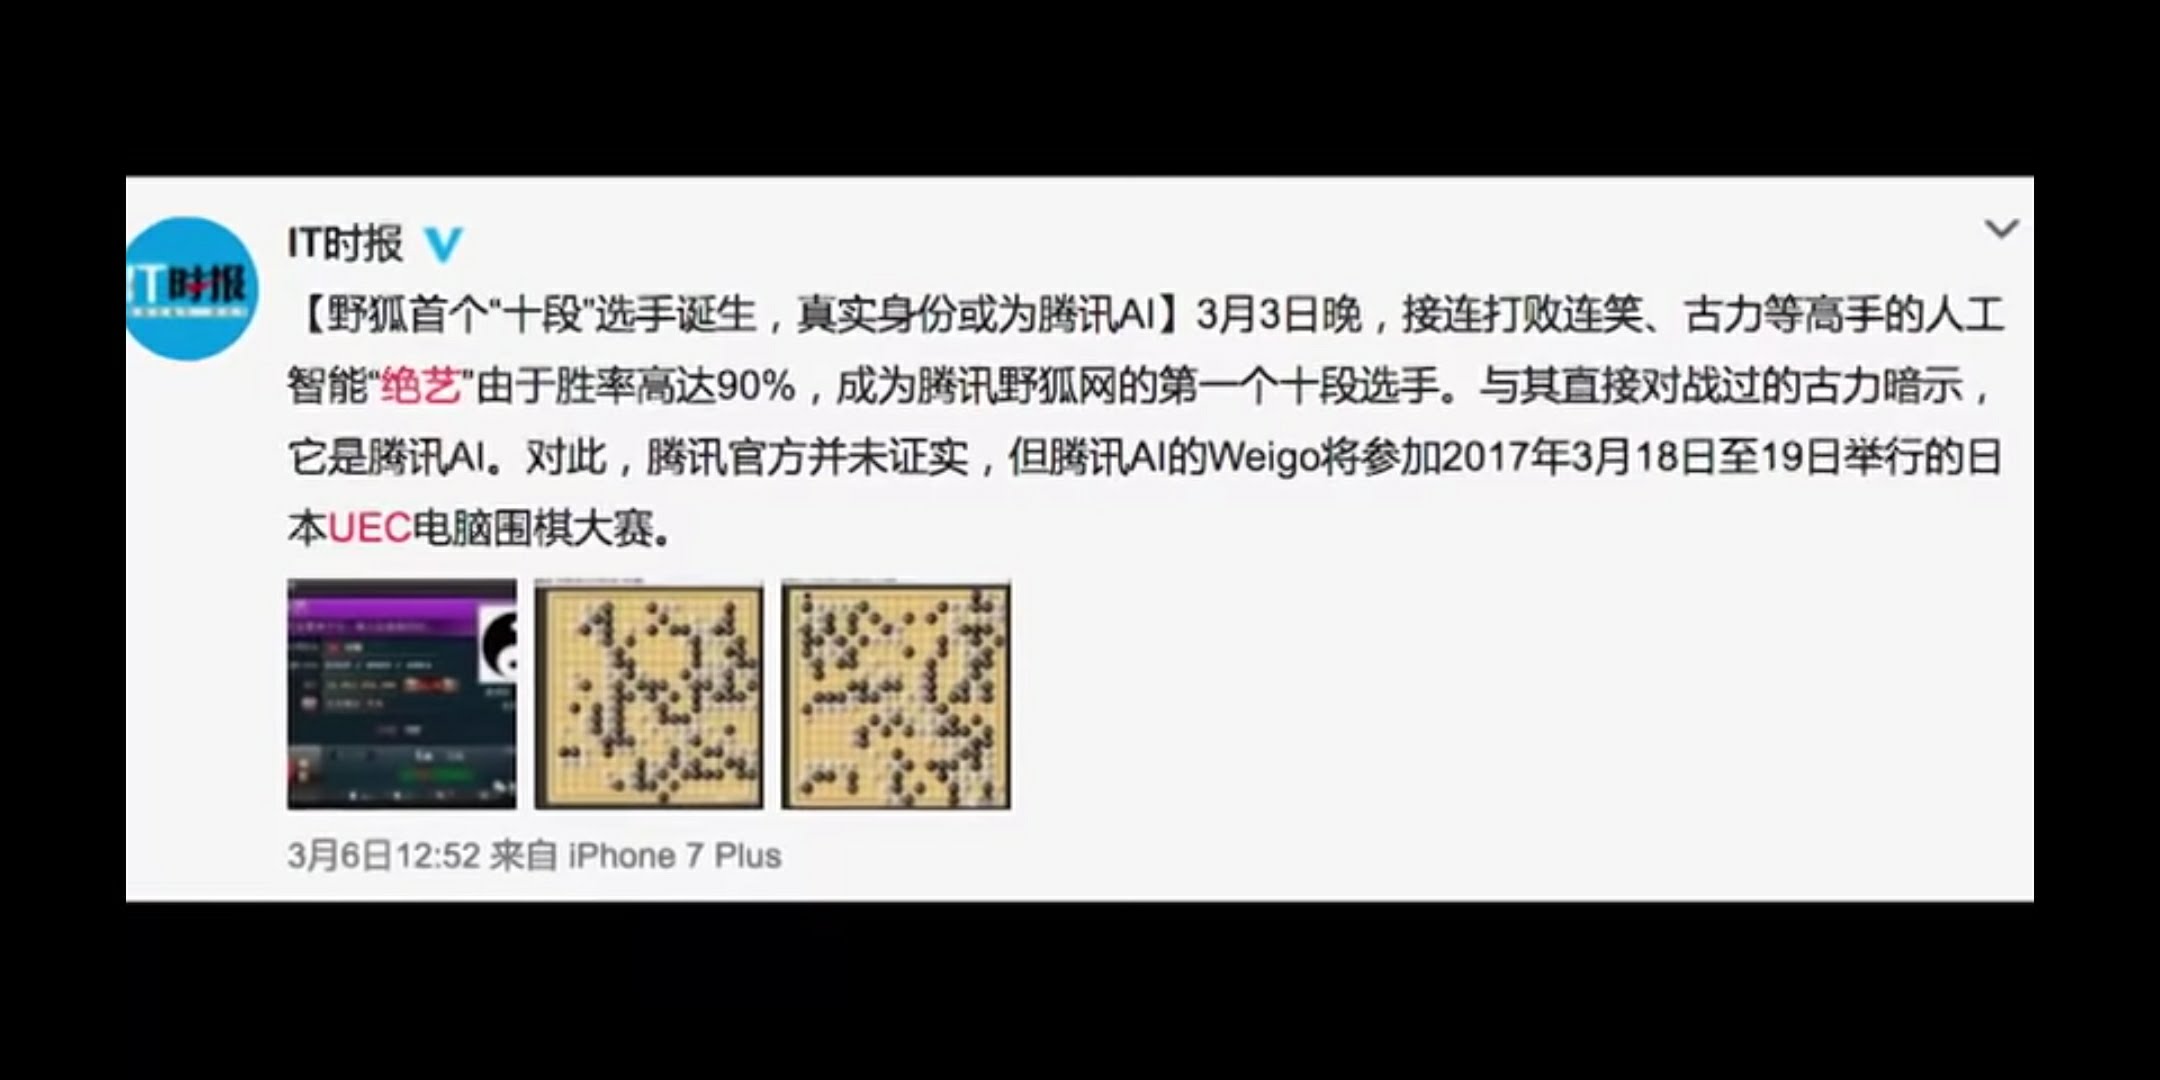 IT时报
IT时报
【野狐首个“十段”选手诞生，真实身份或为腾讯AI】3月3日晚，接连打败连笑、古力等高手的人工
智能“绝艺”由于胜率高达90%，成为腾讯野狐网的第一个十段选手。与其直接对战过的古力暗示，
它是腾讯AI。对此，腾讯官方并未证实，但腾讯AI的Weigo将参加2017年3月18日至19日举行的日
本UEC电脑围棋大赛。
3月6日12:52 来自 iPhone 7 Plus